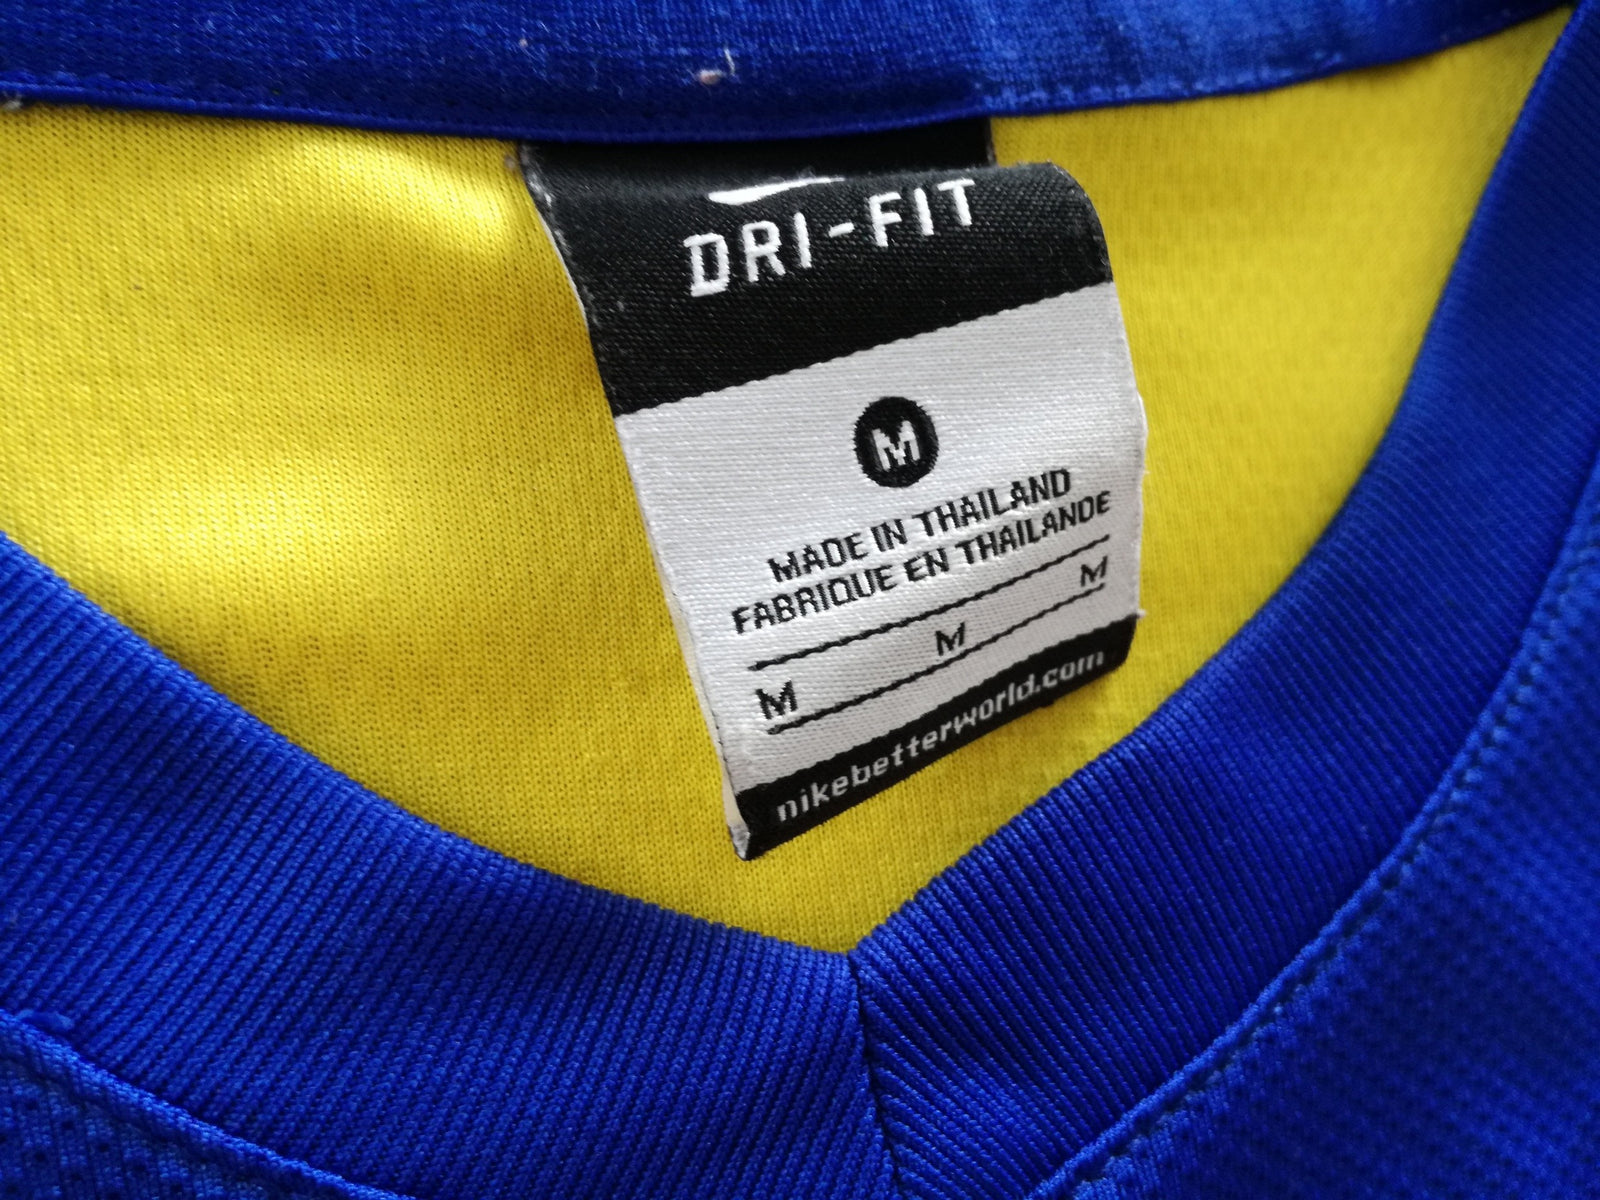 DRI-FIT
M
MADE IN THAILAND
FABRIQUE EN THAILANDE
M M M
nikebetterworld.com